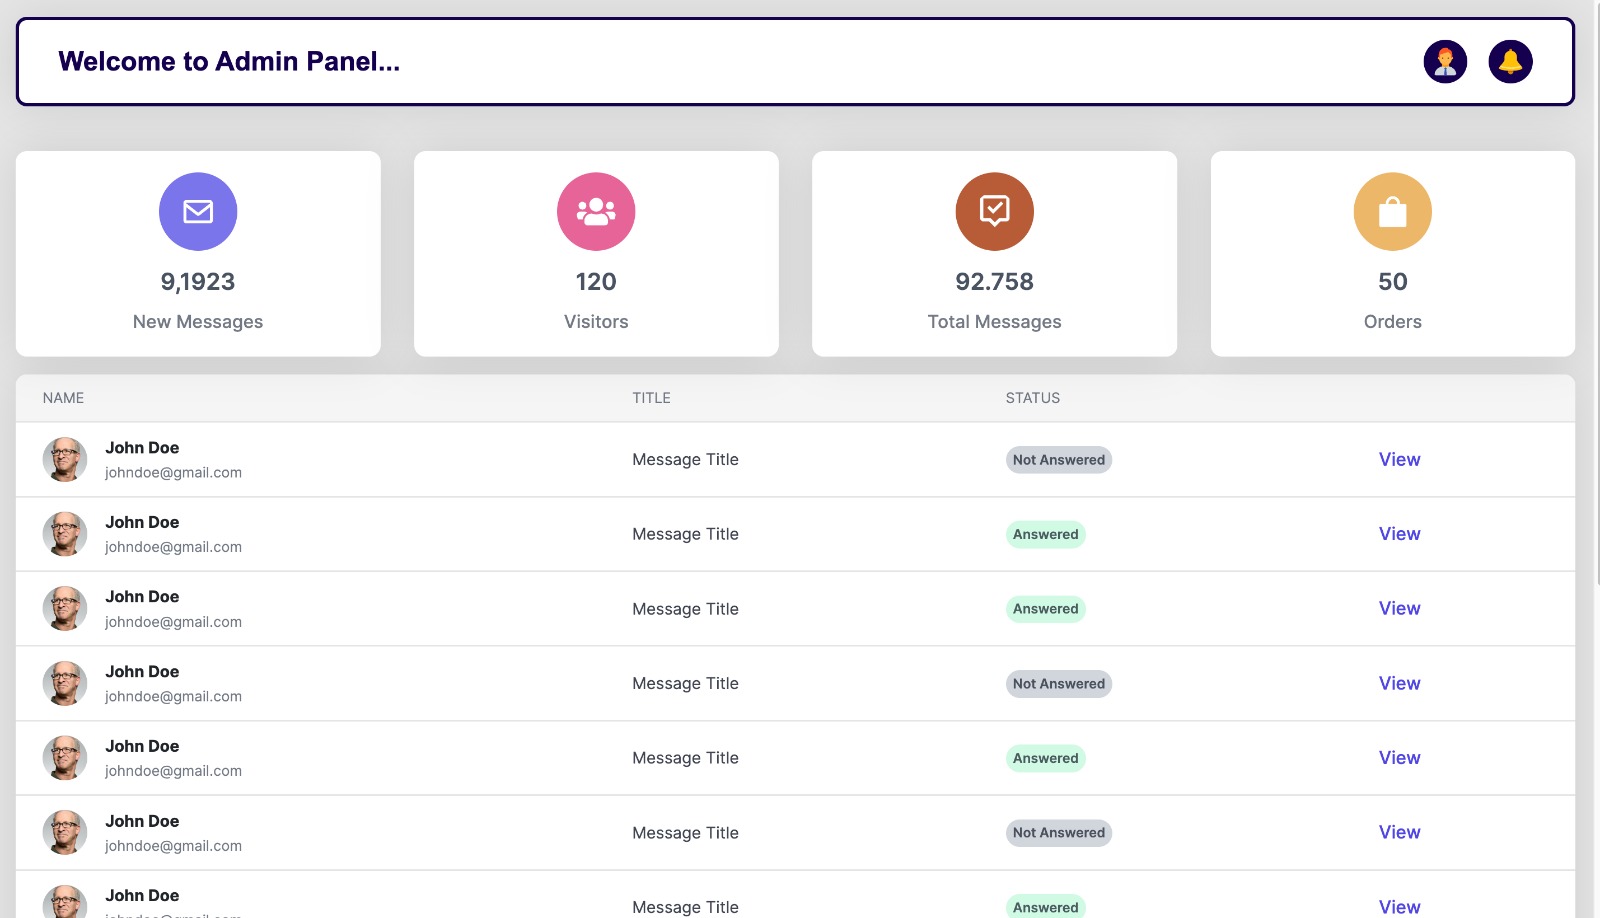 Welcome to Admin Panel...
9,1923
New Messages
120
Visitors
92.758
Total Messages
50
Orders
NAME TITLE STATUS
John Doe
johndoe@gmail.com
Message Title Not Answered View
John Doe
johndoe@gmail.com
Message Title Answered View
John Doe
johndoe@gmail.com
Message Title Answered View
John Doe
johndoe@gmail.com
Message Title Not Answered View
John Doe
johndoe@gmail.com
Message Title Answered View
John Doe
johndoe@gmail.com
Message Title Not Answered View
John Doe
Message Title Answered View